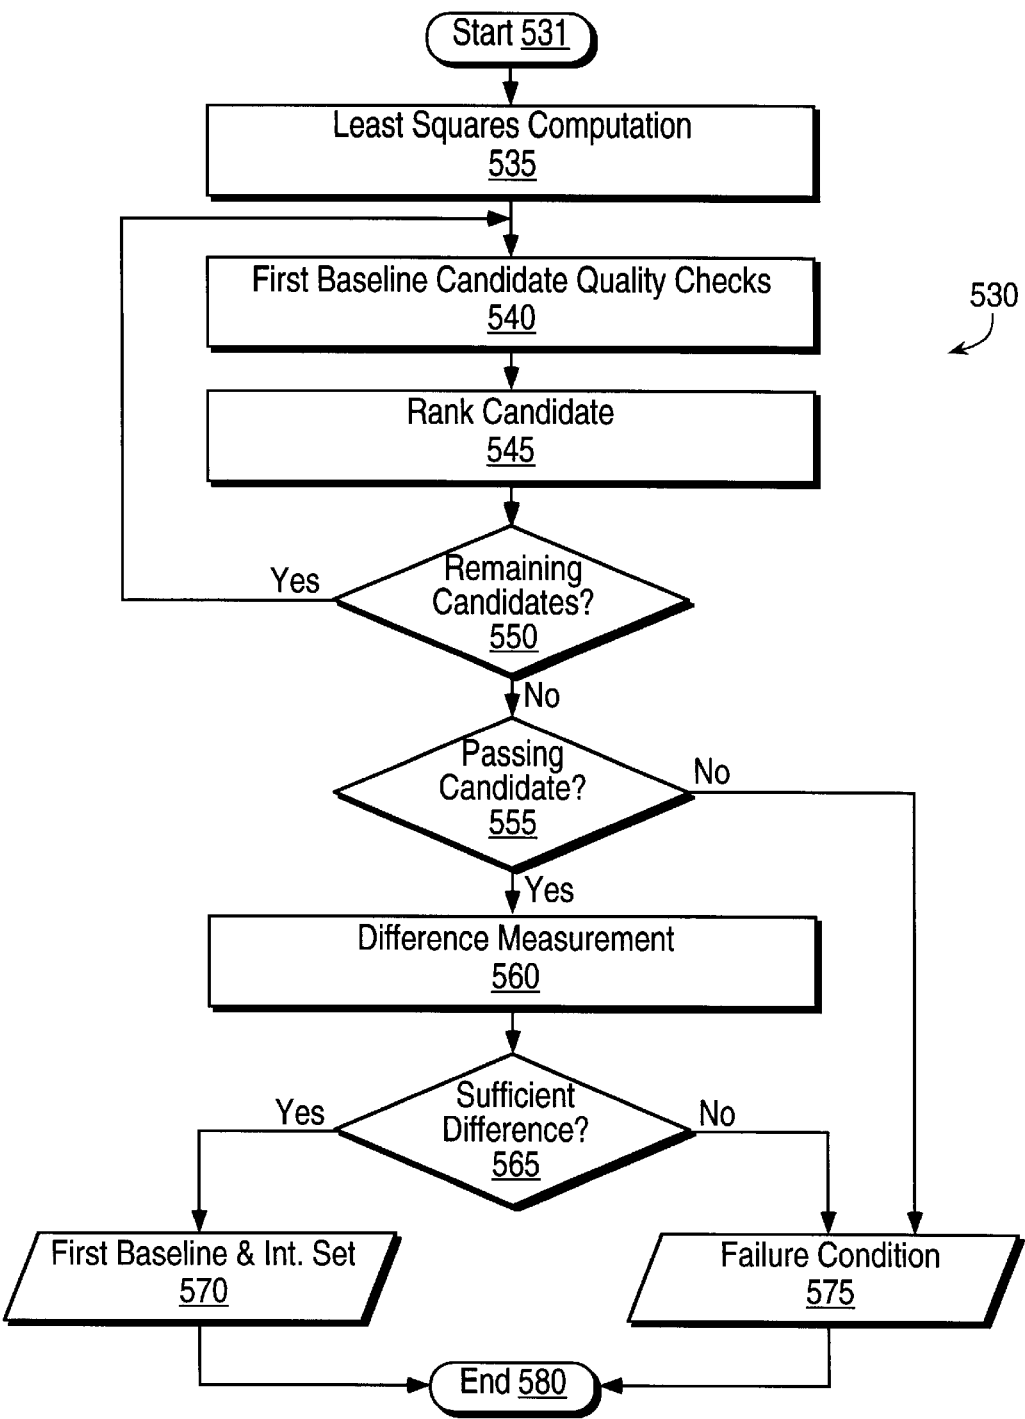 Start 531
Least Squares Computation
535
First Baseline Candidate Quality Checks
540
530
Rank Candidate
545
Remaining
Candidates?
550
Yes
No
Passing
Candidate?
555
No
Yes
Difference Measurement
560
Sufficient
Difference?
565
Yes
No
First Baseline & Int. Set
570
Failure Condition
575
End 580